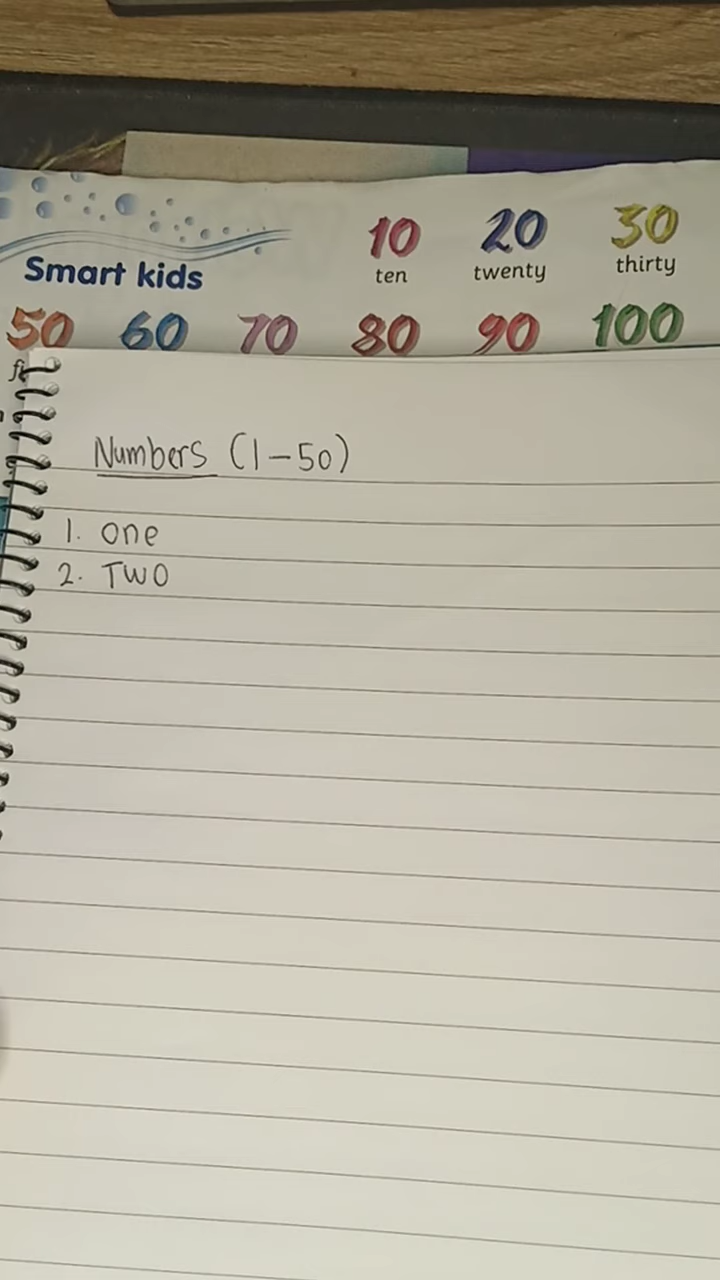 10 20 30
ten twenty thirty
Smart kids
50 60 70 80 90 100
Numbers (1-50)
1. one
2. TWO